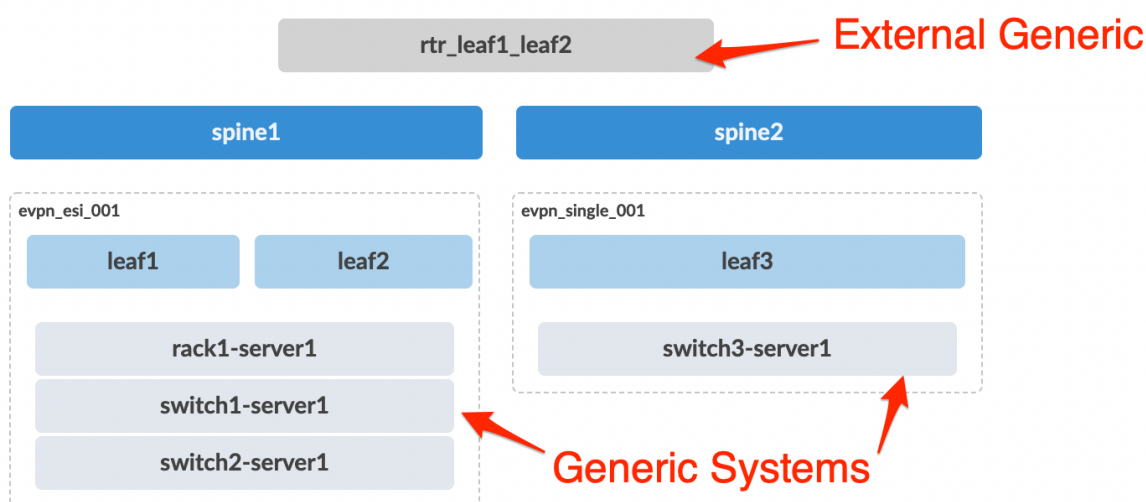 rtr_leaf1_leaf2
External Generic
spine1
spine2
evpn_esi_001
evpn_single_001
leaf1
leaf2
leaf3
rack1-server1
switch3-server1
switch1-server1
switch2-server1
Generic Systems